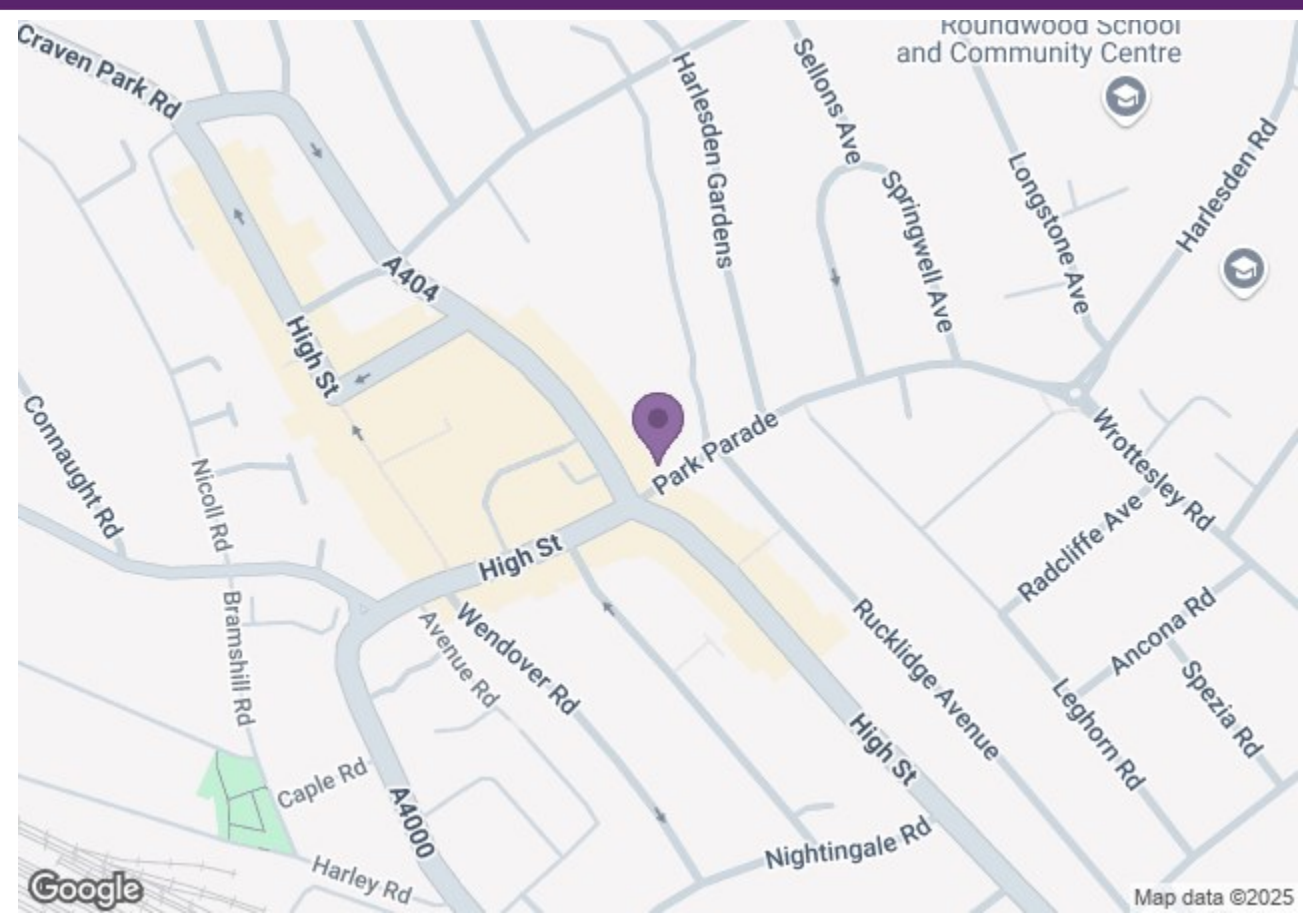 Roundwood School
and Community Centre
Craven Park Rd
Harlesden Gardens
Sellons Ave
Springwell Ave
Longstone Ave
Harlesden Rd
A404
High St
Park Parade
Connaught Rd
Nicoll Rd
Wrottesley Rd
Radcliffe Ave
High St
Bramshill Rd
Avenue Rd
Wendover Rd
Rucklidge Avenue
Ancona Rd
Spezia Rd
Leghorn Rd
High St
Caple Rd
A4000
Nightingale Rd
Harley Rd
Google
Map data ©2025